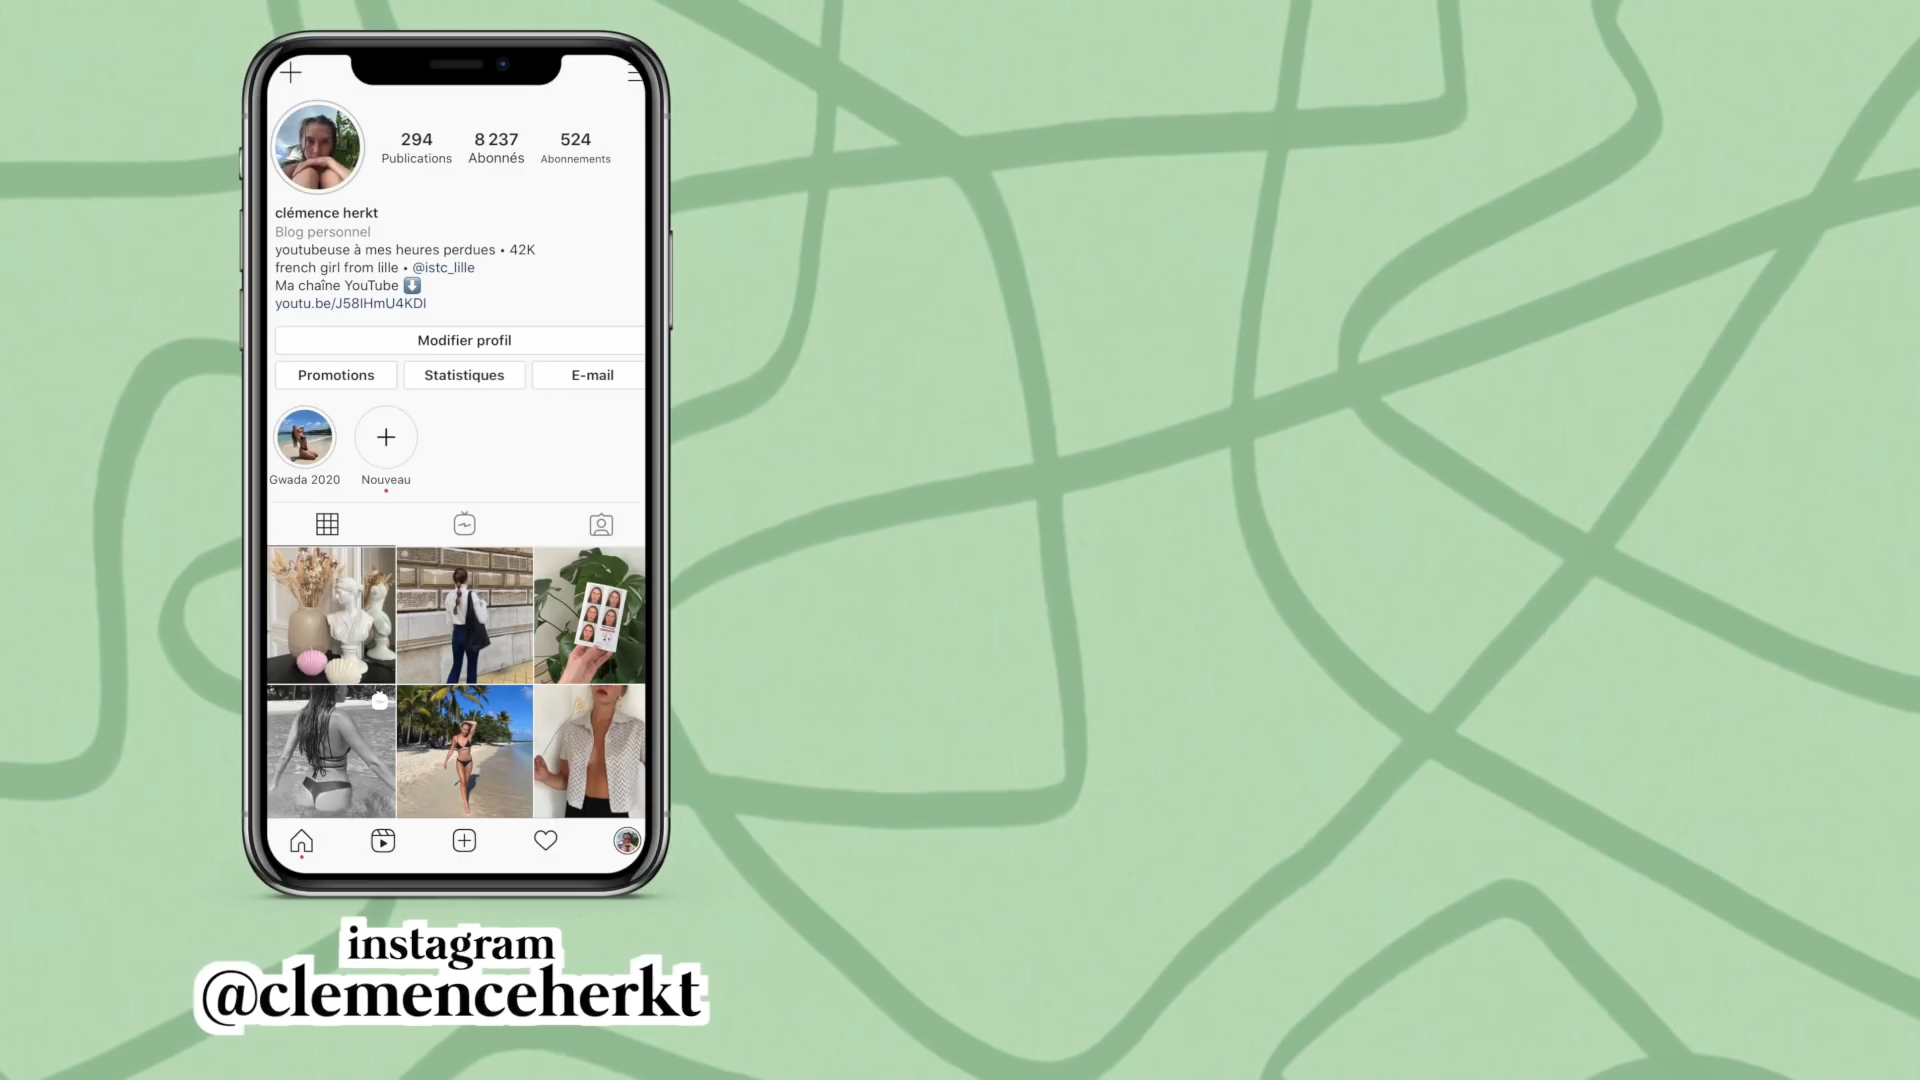 294 8 237 524
Publications Abonnés Abonnements
clémence herkt
Blog personnel
youtubeuse à mes heures perdues • 42K
french girl from lille • @istc_lille
Ma chaîne YouTube ⬇️
youtu.be/J58IHmU4KDI
Modifier profil
Promotions Statistiques E-mail
Gwada 2020 Nouveau
instagram
@clemenceherkt